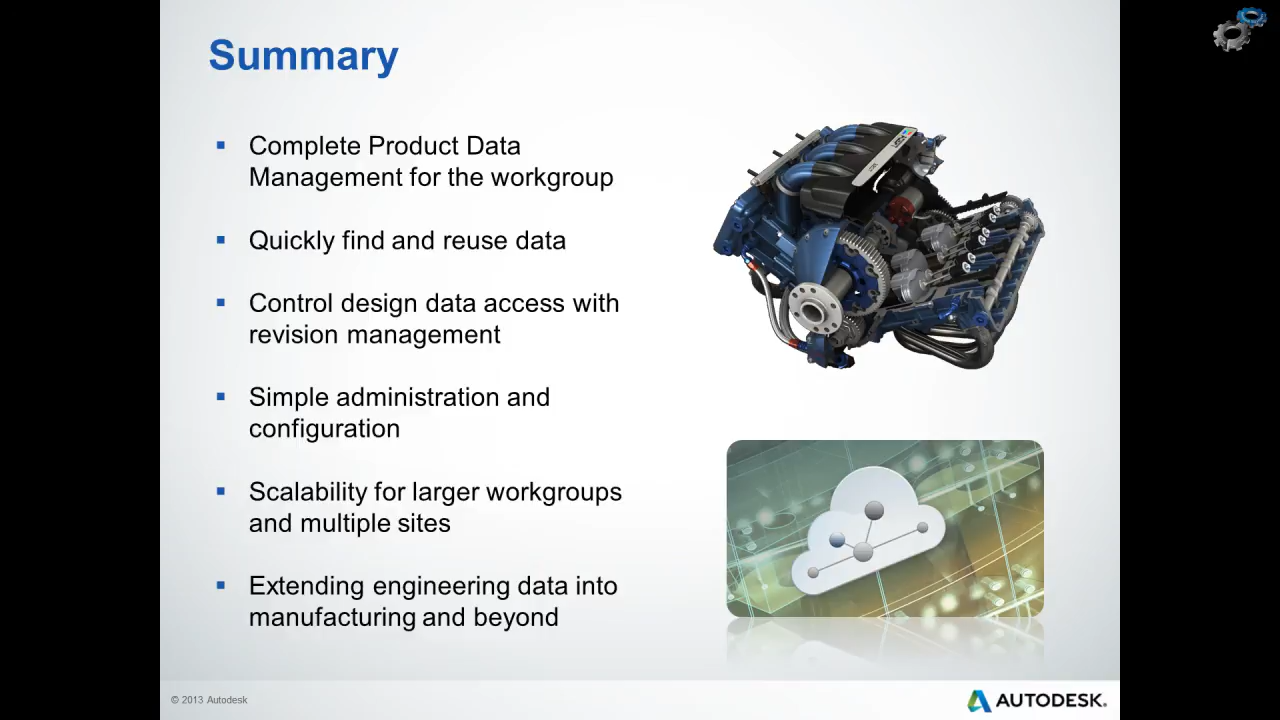 Summary
Complete Product Data
Management for the workgroup
Quickly find and reuse data
Control design data access with
revision management
Simple administration and
configuration
Scalability for larger workgroups
and multiple sites
Extending engineering data into
manufacturing and beyond
© 2013 Autodesk
AUTODESK.